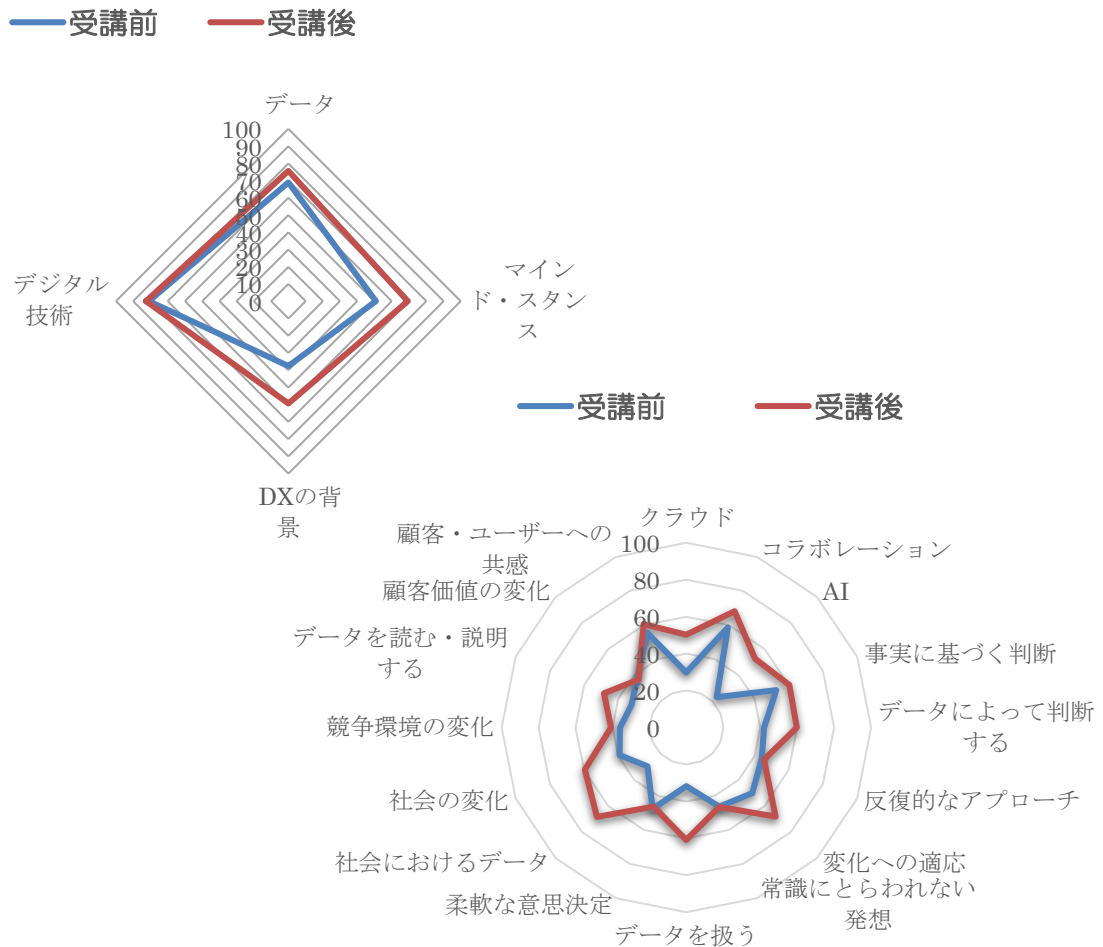 受講前
受講後
データ
100
90
80
70
60
50
40
30
20
10
0
マイン
ド・スタン
ス
DXの背
景
デジタル
技術
受講前
受講後
クラウド
コラボレーション
AI
事実に基づく判断
データによって判断
する
反復的なアプローチ
変化への適応
常識にとらわれない
発想
データを扱う
柔軟な意思決定
社会におけるデータ
社会の変化
競争環境の変化
データを読む・説明
する
顧客価値の変化
顧客・ユーザーへの
共感
100
80
60
40
20
0